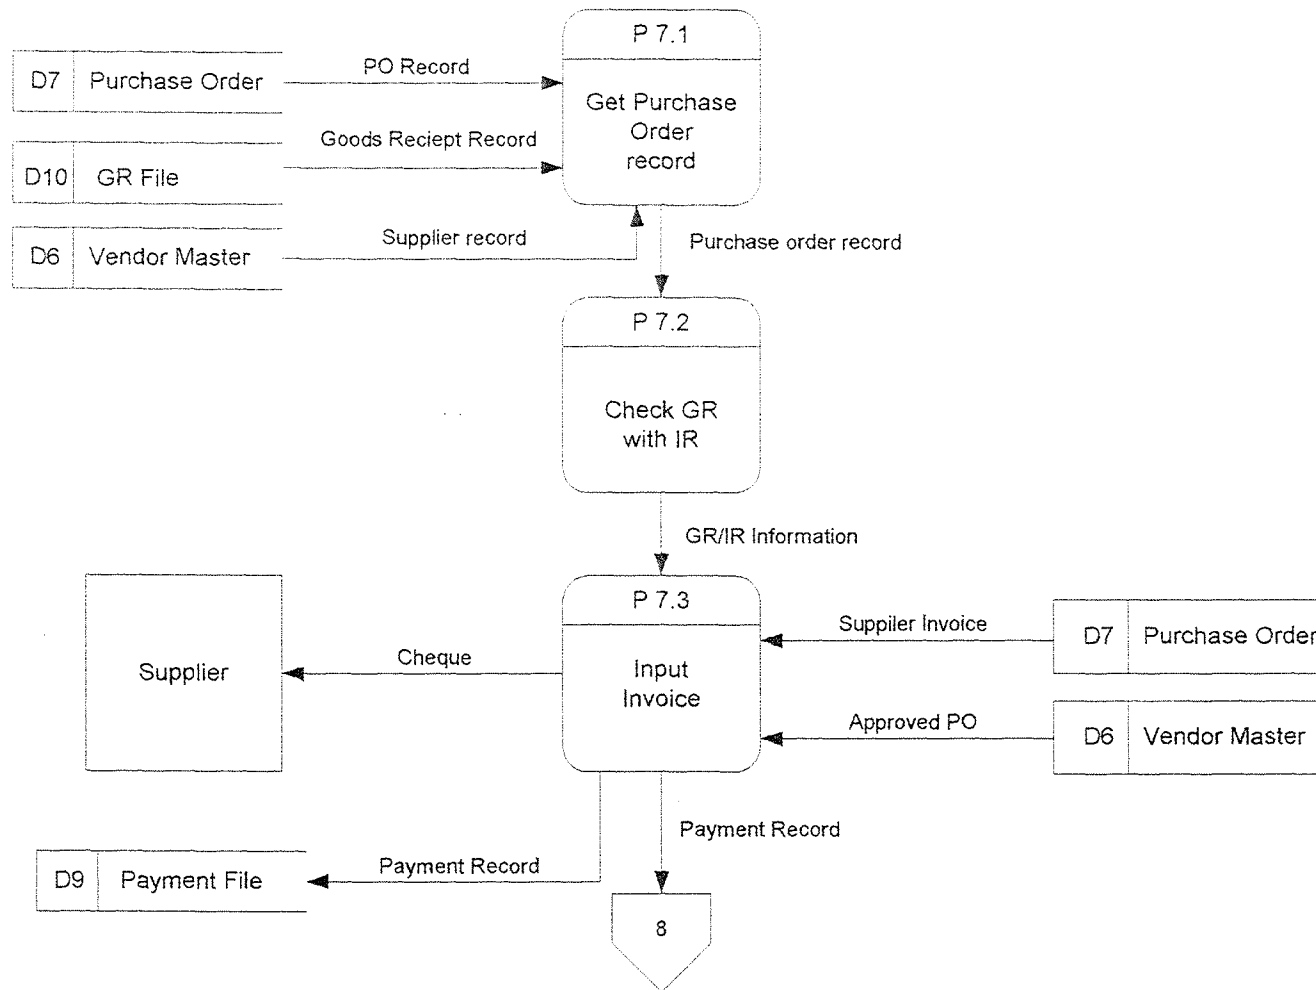 P 7.1
D7 Purchase Order
PO Record
Get Purchase
Order
record
Goods Reciept Record
D10 GR File
D6 Vendor Master
Supplier record
Purchase order record
P 7.2
Check GR
with IR
GR/IR Information
P 7.3
Input
Invoice
Supplier
Cheque
Suppiler Invoice
D7 Purchase Order
Approved PO
D6 Vendor Master
Payment Record
D9 Payment File
Payment Record
8